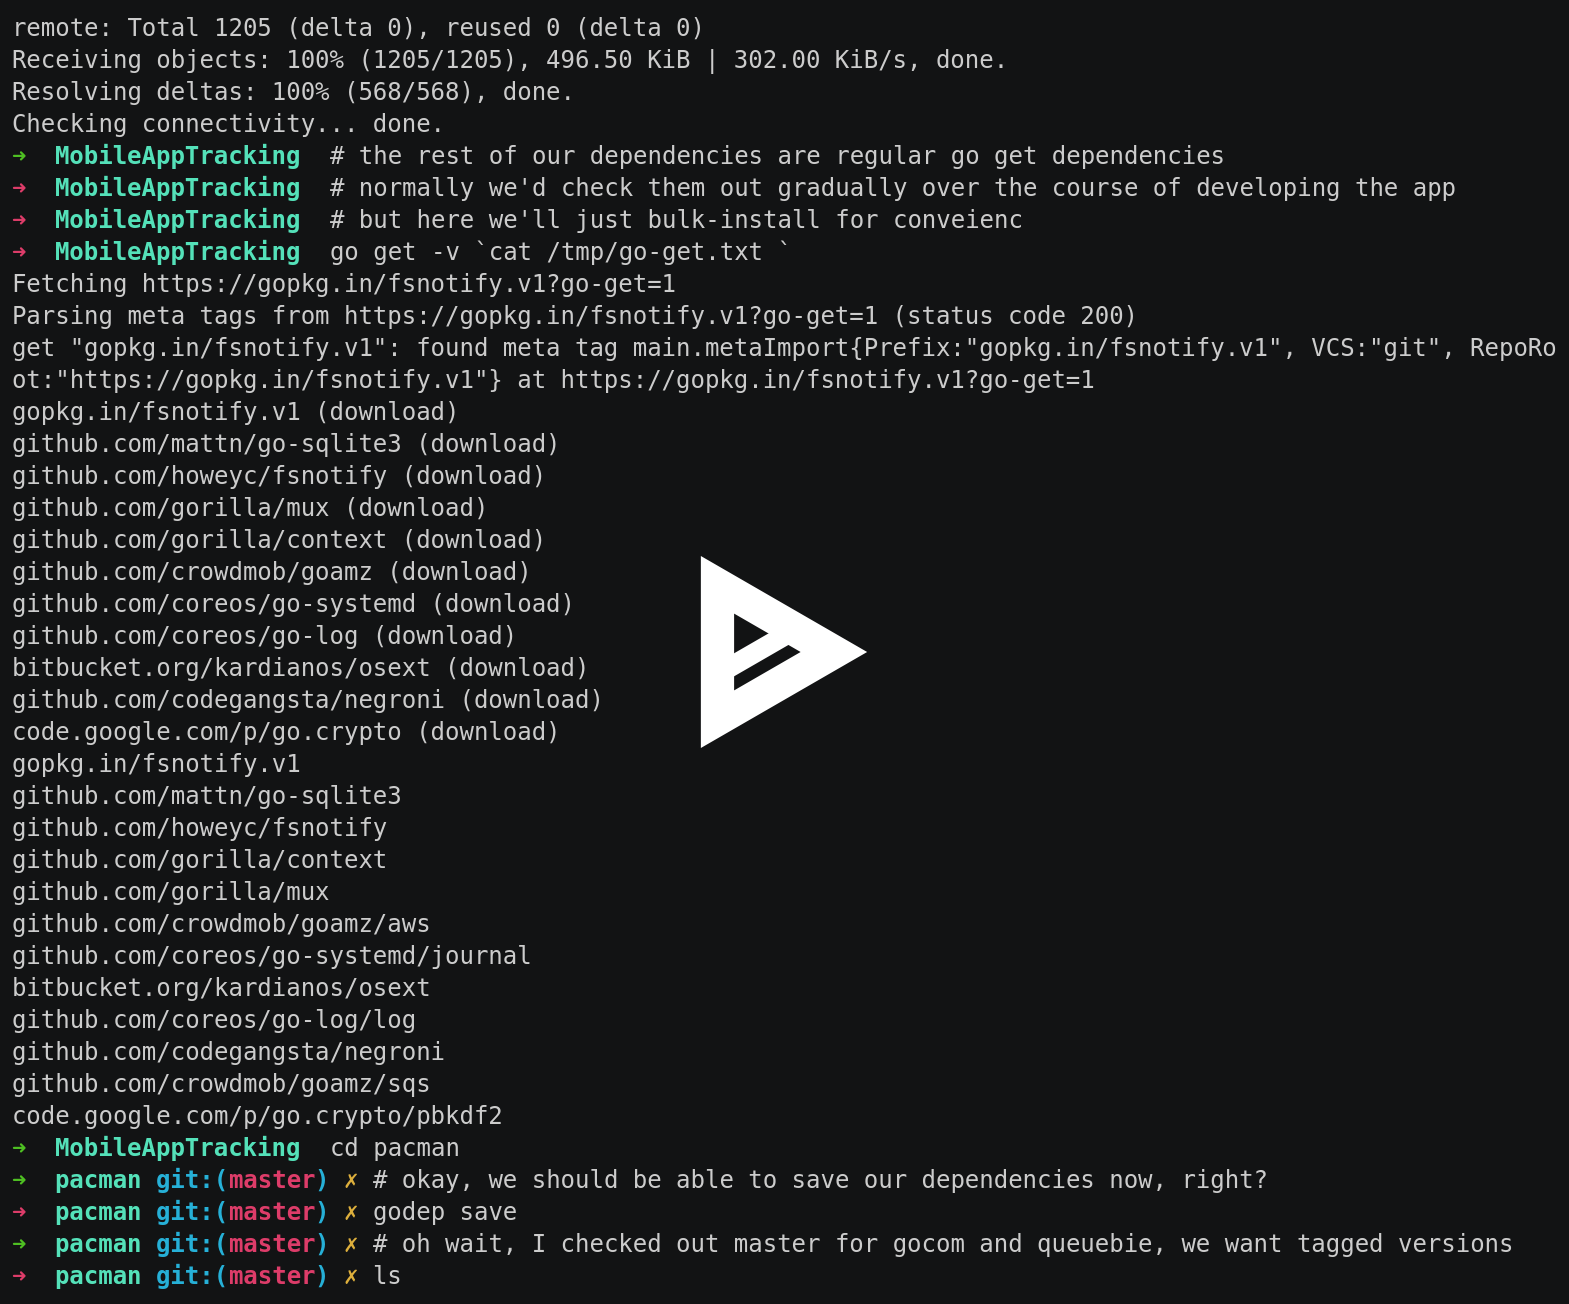 remote: Total 1205 (delta 0), reused 0 (delta 0)
Receiving objects: 100% (1205/1205), 496.50 KiB | 302.00 KiB/s, done.
Resolving deltas: 100% (568/568), done.
Checking connectivity... done.
➜  MobileAppTracking  # the rest of our dependencies are regular go get dependencies
➜  MobileAppTracking  # normally we'd check them out gradually over the course of developing the app
➜  MobileAppTracking  # but here we'll just bulk-install for conveienc
➜  MobileAppTracking  go get -v `cat /tmp/go-get.txt `
Fetching https://gopkg.in/fsnotify.v1?go-get=1
Parsing meta tags from https://gopkg.in/fsnotify.v1?go-get=1 (status code 200)
get "gopkg.in/fsnotify.v1": found meta tag main.metaImport{Prefix:"gopkg.in/fsnotify.v1", VCS:"git", RepoRo
ot:"https://gopkg.in/fsnotify.v1"} at https://gopkg.in/fsnotify.v1?go-get=1
gopkg.in/fsnotify.v1 (download)
github.com/mattn/go-sqlite3 (download)
github.com/howeyc/fsnotify (download)
github.com/gorilla/mux (download)
github.com/gorilla/context (download)
github.com/crowdmob/goamz (download)
github.com/coreos/go-systemd (download)
github.com/coreos/go-log (download)
bitbucket.org/kardianos/osext (download)
github.com/codegangsta/negroni (download)
code.google.com/p/go.crypto (download)
gopkg.in/fsnotify.v1
github.com/mattn/go-sqlite3
github.com/howeyc/fsnotify
github.com/gorilla/context
github.com/gorilla/mux
github.com/crowdmob/goamz/aws
github.com/coreos/go-systemd/journal
bitbucket.org/kardianos/osext
github.com/coreos/go-log/log
github.com/codegangsta/negroni
github.com/crowdmob/goamz/sqs
code.google.com/p/go.crypto/pbkdf2
➜  MobileAppTracking  cd pacman
➜  pacman git:(master) ✗ # okay, we should be able to save our dependencies now, right?
➜  pacman git:(master) ✗ godep save
➜  pacman git:(master) ✗ # oh wait, I checked out master for gocom and queuebie, we want tagged versions
➜  pacman git:(master) ✗ ls